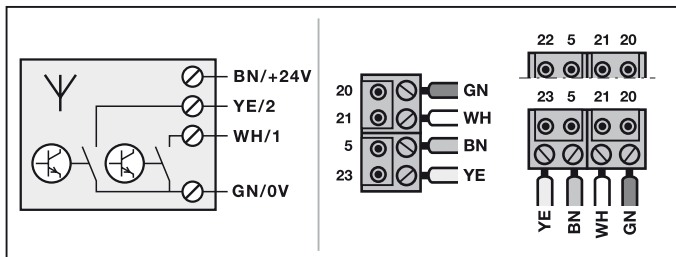 BN/+24V
YE/2
WH/1
GN/0V
20 GN
21 WH
5 BN
23 YE
22 5 21 20
23 5 21 20
YE BN WH GN